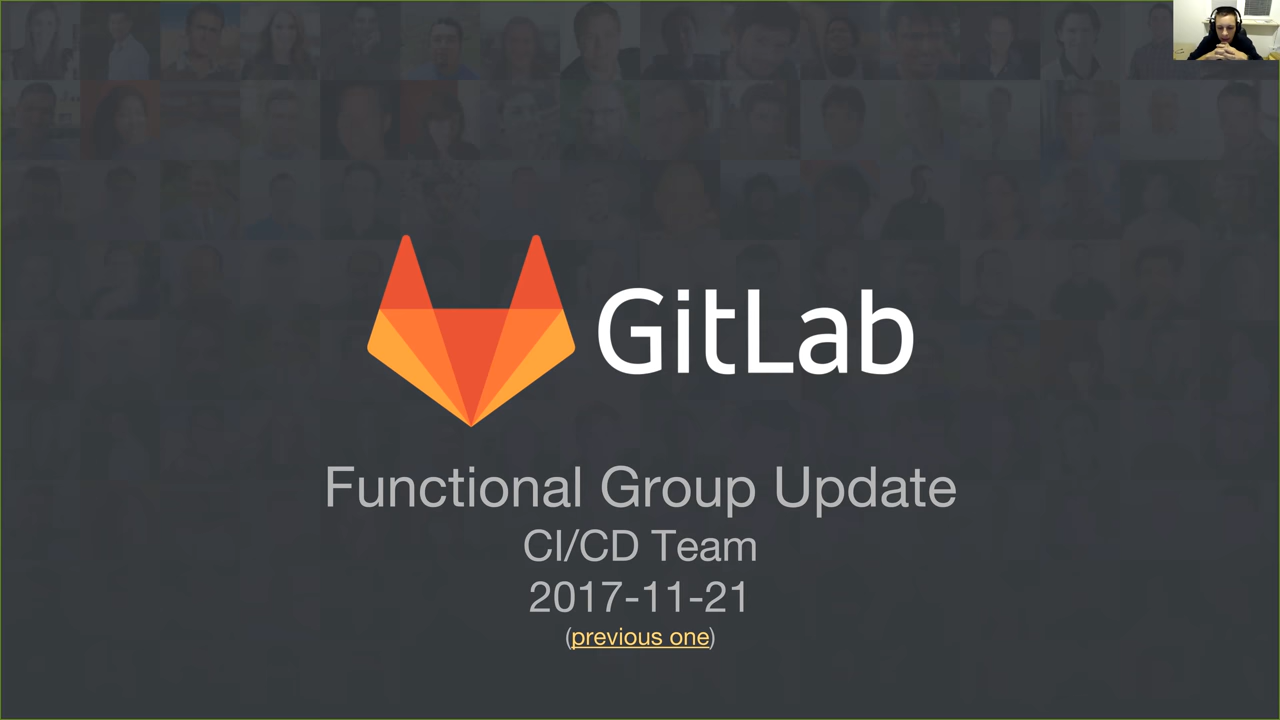 GitLab
Functional Group Update
CI/CD Team
2017-11-21
(previous one)